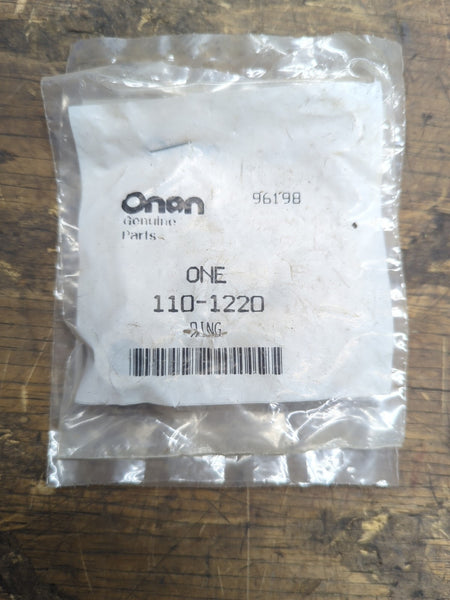 Onan
96198
Genuine
Parts
ONE
110-1220
RING